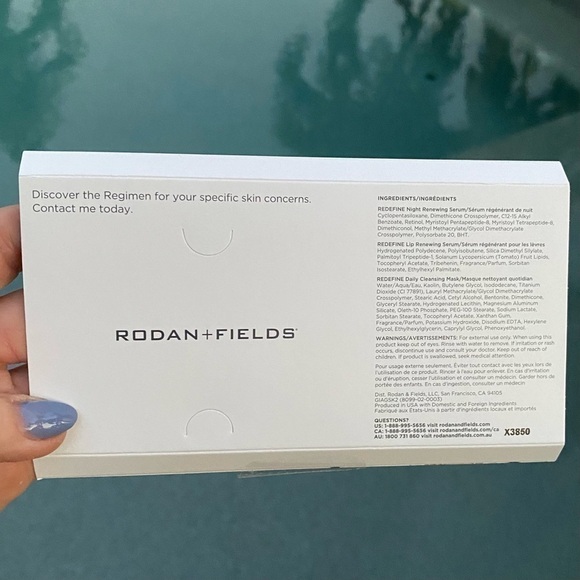 Discover the Regimen for your specific skin concerns.
Contact me today.
RODAN+FIELDS
INGREDIENTS/INGRÉDIENTS
REDEFINE Night Renewing Serum/Sérum régénérant de nuit
Cyclopentasiloxane, Dimethicone Crosspolymer, C12-15 Alkyl
Benzoate, Retinol, Myristoyl Pentapeptide-8, Myristoyl Tetrapeptide-8,
Dimethiconol, Methyl Methacrylate/Glycol Dimethacrylate
Crosspolymer, Polysorbate 20, BHT.
REDEFINE Lip Renewing Serum/Sérum régénérant pour les lèvres
Hydrogenated Polydecene, Polyisobutene, Silica Dimethyl Silylate,
Palmitoyl Tripeptide-1, Solanum Lycopersicum (Tomato) Fruit Lipids,
Tocopheryl Acetate, Tribehenin, Fragrance/Parfum, Sorbitan
Isostearate, Ethylhexyl Palmitate.
REDEFINE Daily Cleansing Mask/Masque nettoyant quotidien
Water/Aqua/Eau, Kaolin, Butylene Glycol, Isododecane, Titanium
Dioxide (CI 77891), Lauryl Methacrylate/Glycol Dimethacrylate
Crosspolymer, Stearic Acid, Cetyl Alcohol, Bentonite, Dimethicone,
Glyceryl Stearate, Hydrogenated Lecithin, Magnesium Aluminum
Silicate, Oleth-10 Phosphate, PEG-100 Stearate, Sodium Lactate,
Sorbitan Stearate, Tocopheryl Acetate, Xanthan Gum,
Fragrance/Parfum, Potassium Hydroxide, Disodium EDTA, Hexylene
Glycol, Ethylhexylglycerin, Caprylyl Glycol, Phenoxyethanol.
WARNINGS/AVERTISSEMENTS: For external use only. When using this
product keep out of eyes. Rinse with water to remove. If irritation or rash
occurs, discontinue use and consult your doctor. Keep out of reach of
children. If product is swallowed, seek medical attention.
Pour usage externe seulement. Éviter tout contact avec les yeux lors de
l'utilisation de ce produit. Rincer à l'eau pour enlever. En cas d'irritation
ou d'éruption, cesser l'utilisation et consulter un médecin. Garder hors de
portée des enfants. En cas d'ingestion, consulter un médecin
Dist. Rodan & Fields, LLC, San Francisco, CA 94105
Produced in USA with Domestic and Foreign Ingredients
Fabriqué aux États-Unis à partir d'ingrédients locaux et importés
QUESTIONS?
US: 1-888-995-5656 visit rodanandfields.com
CA: 1-888-995-5656 visit rodanandfields.com/ca
AU: 1800 731 860 visit rodanandfields.com.au
X3850